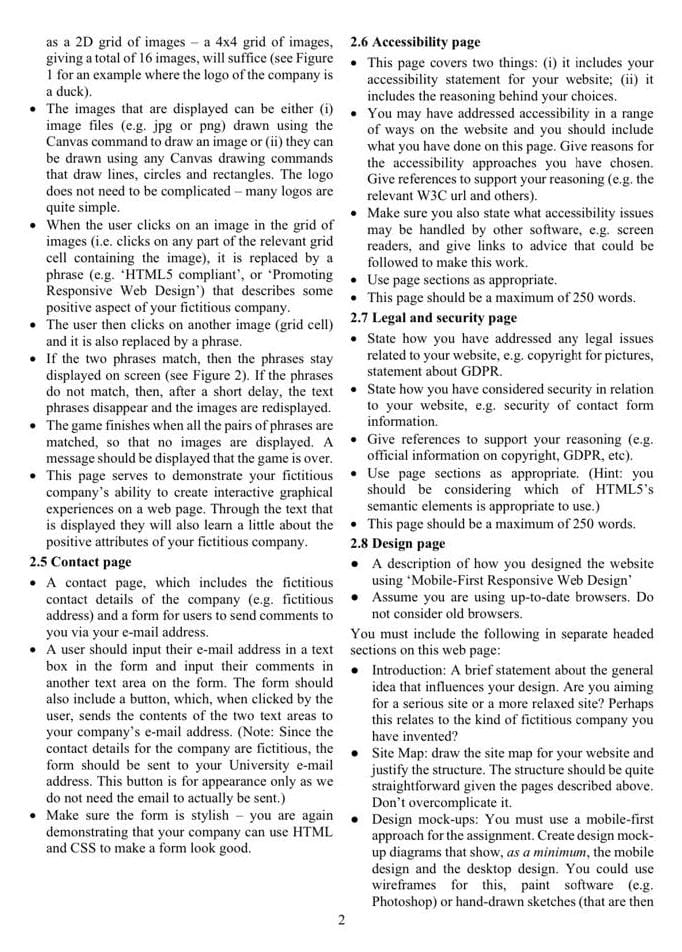 as a 2D grid of images – a 4x4 grid of images,
giving a total of 16 images, will suffice (see Figure
1 for an example where the logo of the company is
a duck).
• The images that are displayed can be either (i)
image files (e.g. jpg or png) drawn using the
Canvas command to draw an image or (ii) they can
be drawn using any Canvas drawing commands
that draw lines, circles and rectangles. The logo
does not need to be complicated – many logos are
quite simple.
• When the user clicks on an image in the grid of
images (i.e. clicks on any part of the relevant grid
cell containing the image), it is replaced by a
phrase (e.g. ‘HTML5 compliant’, or ‘Promoting
Responsive Web Design’) that describes some
positive aspect of your fictitious company.
• The user then clicks on another image (grid cell)
and it is also replaced by a phrase.
• If the two phrases match, then the phrases stay
displayed on screen (see Figure 2). If the phrases
do not match, then, after a short delay, the text
phrases disappear and the images are redisplayed.
• The game finishes when all the pairs of phrases are
matched, so that no images are displayed. A
message should be displayed that the game is over.
• This page serves to demonstrate your fictitious
company’s ability to create interactive graphical
experiences on a web page. Through the text that
is displayed they will also learn a little about the
positive attributes of your fictitious company.
2.5 Contact page
• A contact page, which includes the fictitious
contact details of the company (e.g. fictitious
address) and a form for users to send comments to
you via your e-mail address.
• A user should input their e-mail address in a text
box in the form and input their comments in
another text area on the form. The form should
also include a button, which, when clicked by the
user, sends the contents of the two text areas to
your company’s e-mail address. (Note: Since the
contact details for the company are fictitious, the
form should be sent to your University e-mail
address. This button is for appearance only as we
do not need the email to actually be sent.)
• Make sure the form is stylish – you are again
demonstrating that your company can use HTML
and CSS to make a form look good.
2.6 Accessibility page
• This page covers two things: (i) it includes your
accessibility statement for your website; (ii) it
includes the reasoning behind your choices.
• You may have addressed accessibility in a range
of ways on the website and you should include
what you have done on this page. Give reasons for
the accessibility approaches you have chosen.
Give references to support your reasoning (e.g. the
relevant W3C url and others).
• Make sure you also state what accessibility issues
may be handled by other software, e.g. screen
readers, and give links to advice that could be
followed to make this work.
• Use page sections as appropriate.
• This page should be a maximum of 250 words.
2.7 Legal and security page
• State how you have addressed any legal issues
related to your website, e.g. copyright for pictures,
statement about GDPR.
• State how you have considered security in relation
to your website, e.g. security of contact form
information.
• Give references to support your reasoning (e.g.
official information on copyright, GDPR, etc).
• Use page sections as appropriate. (Hint: you
should be considering which of HTML5’s
semantic elements is appropriate to use.)
• This page should be a maximum of 250 words.
2.8 Design page
• A description of how you designed the website
using ‘Mobile-First Responsive Web Design’
• Assume you are using up-to-date browsers. Do
not consider old browsers.
You must include the following in separate headed
sections on this web page:
• Introduction: A brief statement about the general
idea that influences your design. Are you aiming
for a serious site or a more relaxed site? Perhaps
this relates to the kind of fictitious company you
have invented?
• Site Map: draw the site map for your website and
justify the structure. The structure should be quite
straightforward given the pages described above.
Don’t overcomplicate it.
• Design mock-ups: You must use a mobile-first
approach for the assignment. Create design mock-
up diagrams that show, as a minimum, the mobile
design and the desktop design. You could use
wireframes for this, paint software (e.g.
Photoshop) or hand-drawn sketches (that are then
2